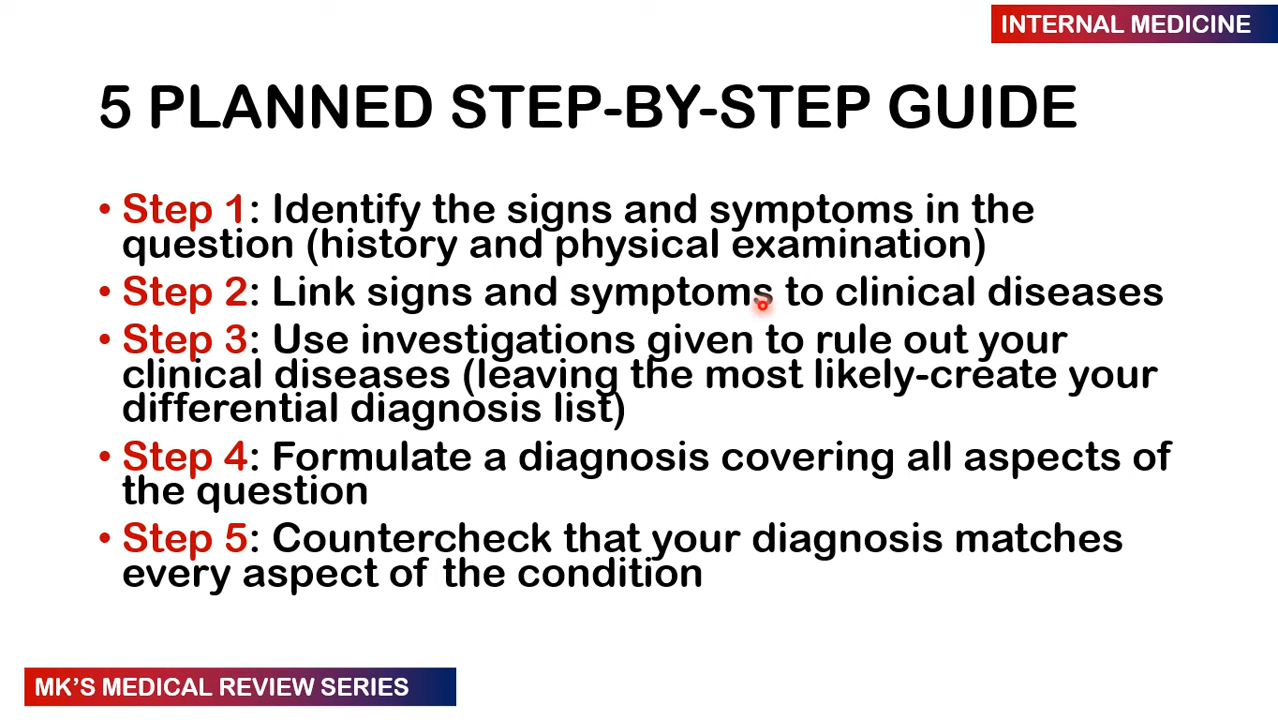 INTERNAL MEDICINE
5 PLANNED STEP-BY-STEP GUIDE
• Step 1: Identify the signs and symptoms in the
question (history and physical examination)
• Step 2: Link signs and symptoms to clinical diseases
• Step 3: Use investigations given to rule out your
clinical diseases (leaving the most likely-create your
differential diagnosis list)
• Step 4: Formulate a diagnosis covering all aspects of
the question
• Step 5: Countercheck that your diagnosis matches
every aspect of the condition
MK'S MEDICAL REVIEW SERIES